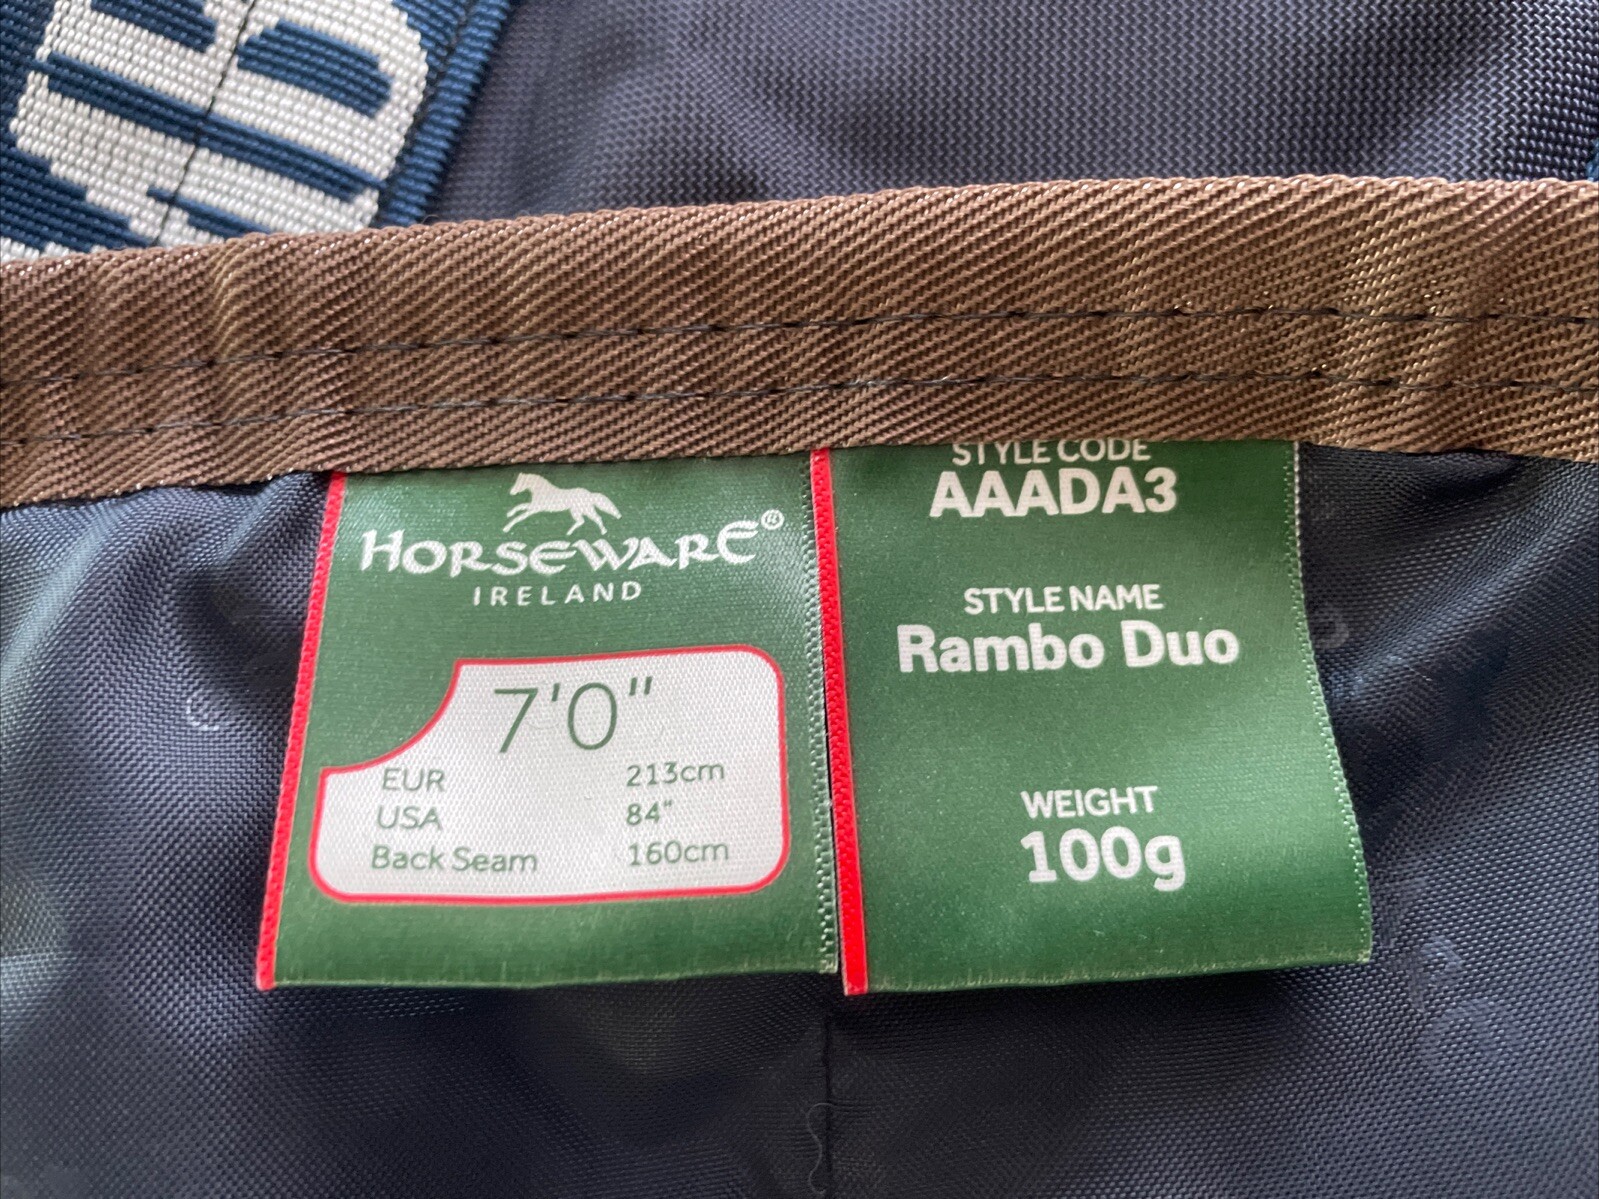 HORSEWARE®
IRELAND
7'0"
EUR 213cm
USA 84"
Back Seam 160cm
STYLE CODE
AAADA3
STYLE NAME
Rambo Duo
WEIGHT
100g